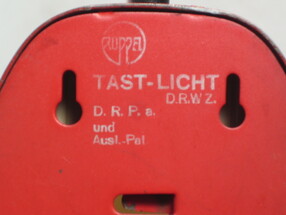 RUPPEL
TAST-LICHT
D.R.W.Z.
D. R. P. a.
und
Ausl.-Pat